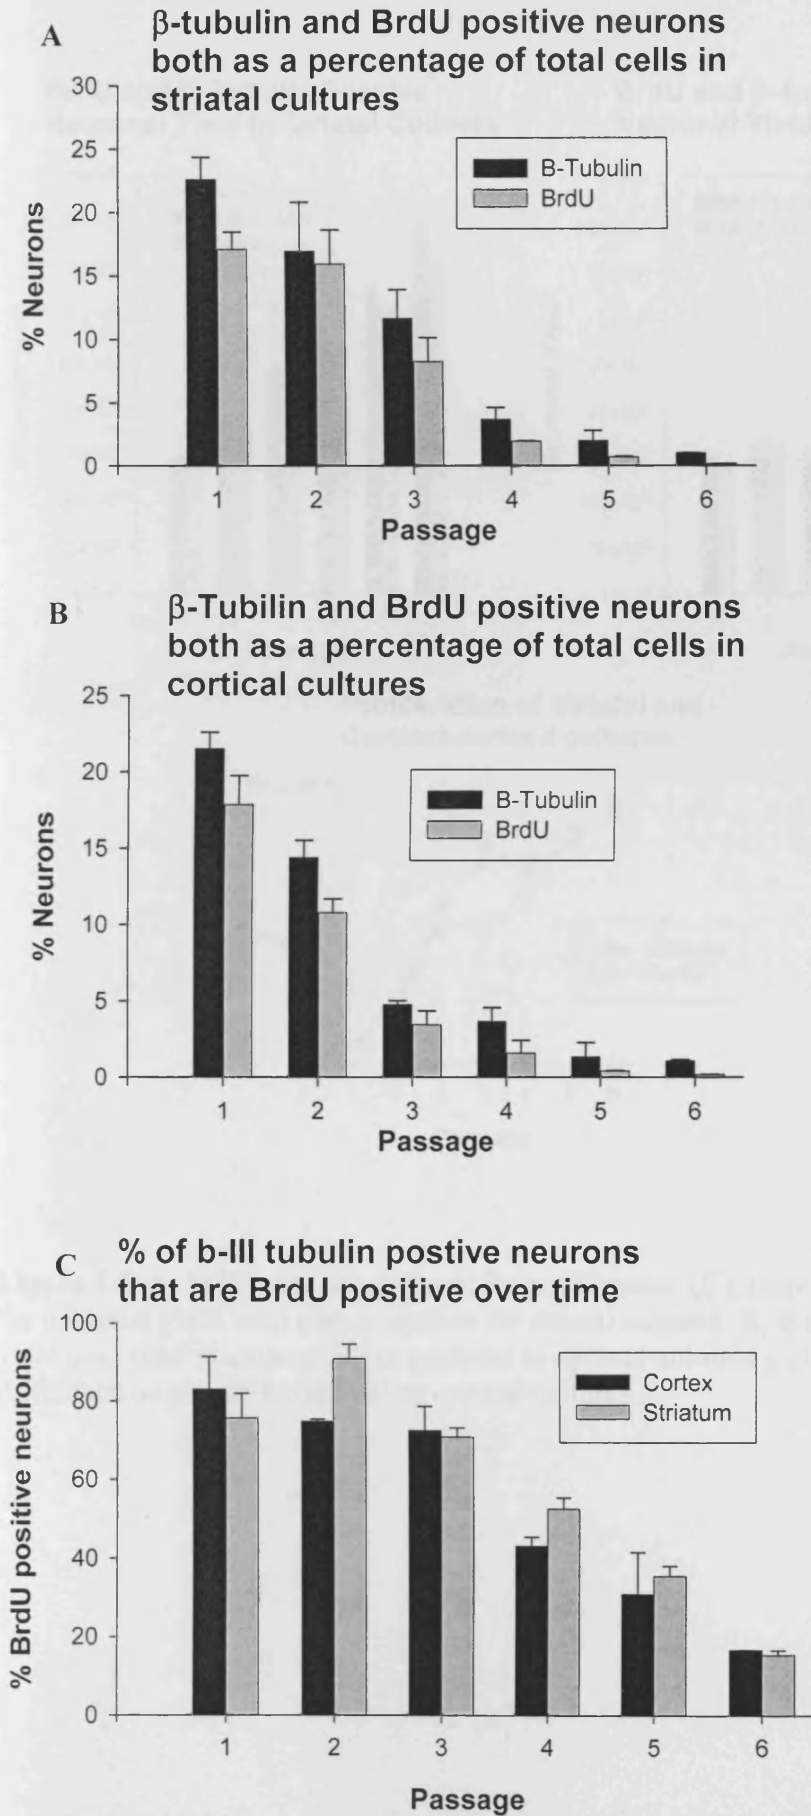 A
β-tubulin and BrdU positive neurons
both as a percentage of total cells in
striatal cultures
30
25
20
15
10
5
0
% Neurons
B-Tubulin
BrdU
1 2 3 4 5 6
Passage
B
β-Tubilin and BrdU positive neurons
both as a percentage of total cells in
cortical cultures
25
20
15
10
5
0
% Neurons
B-Tubulin
BrdU
1 2 3 4 5 6
Passage
C
% of b-III tubulin postive neurons
that are BrdU positive over time
100
80
60
40
20
0
% BrdU positive neurons
Cortex
Striatum
1 2 3 4 5 6
Passage